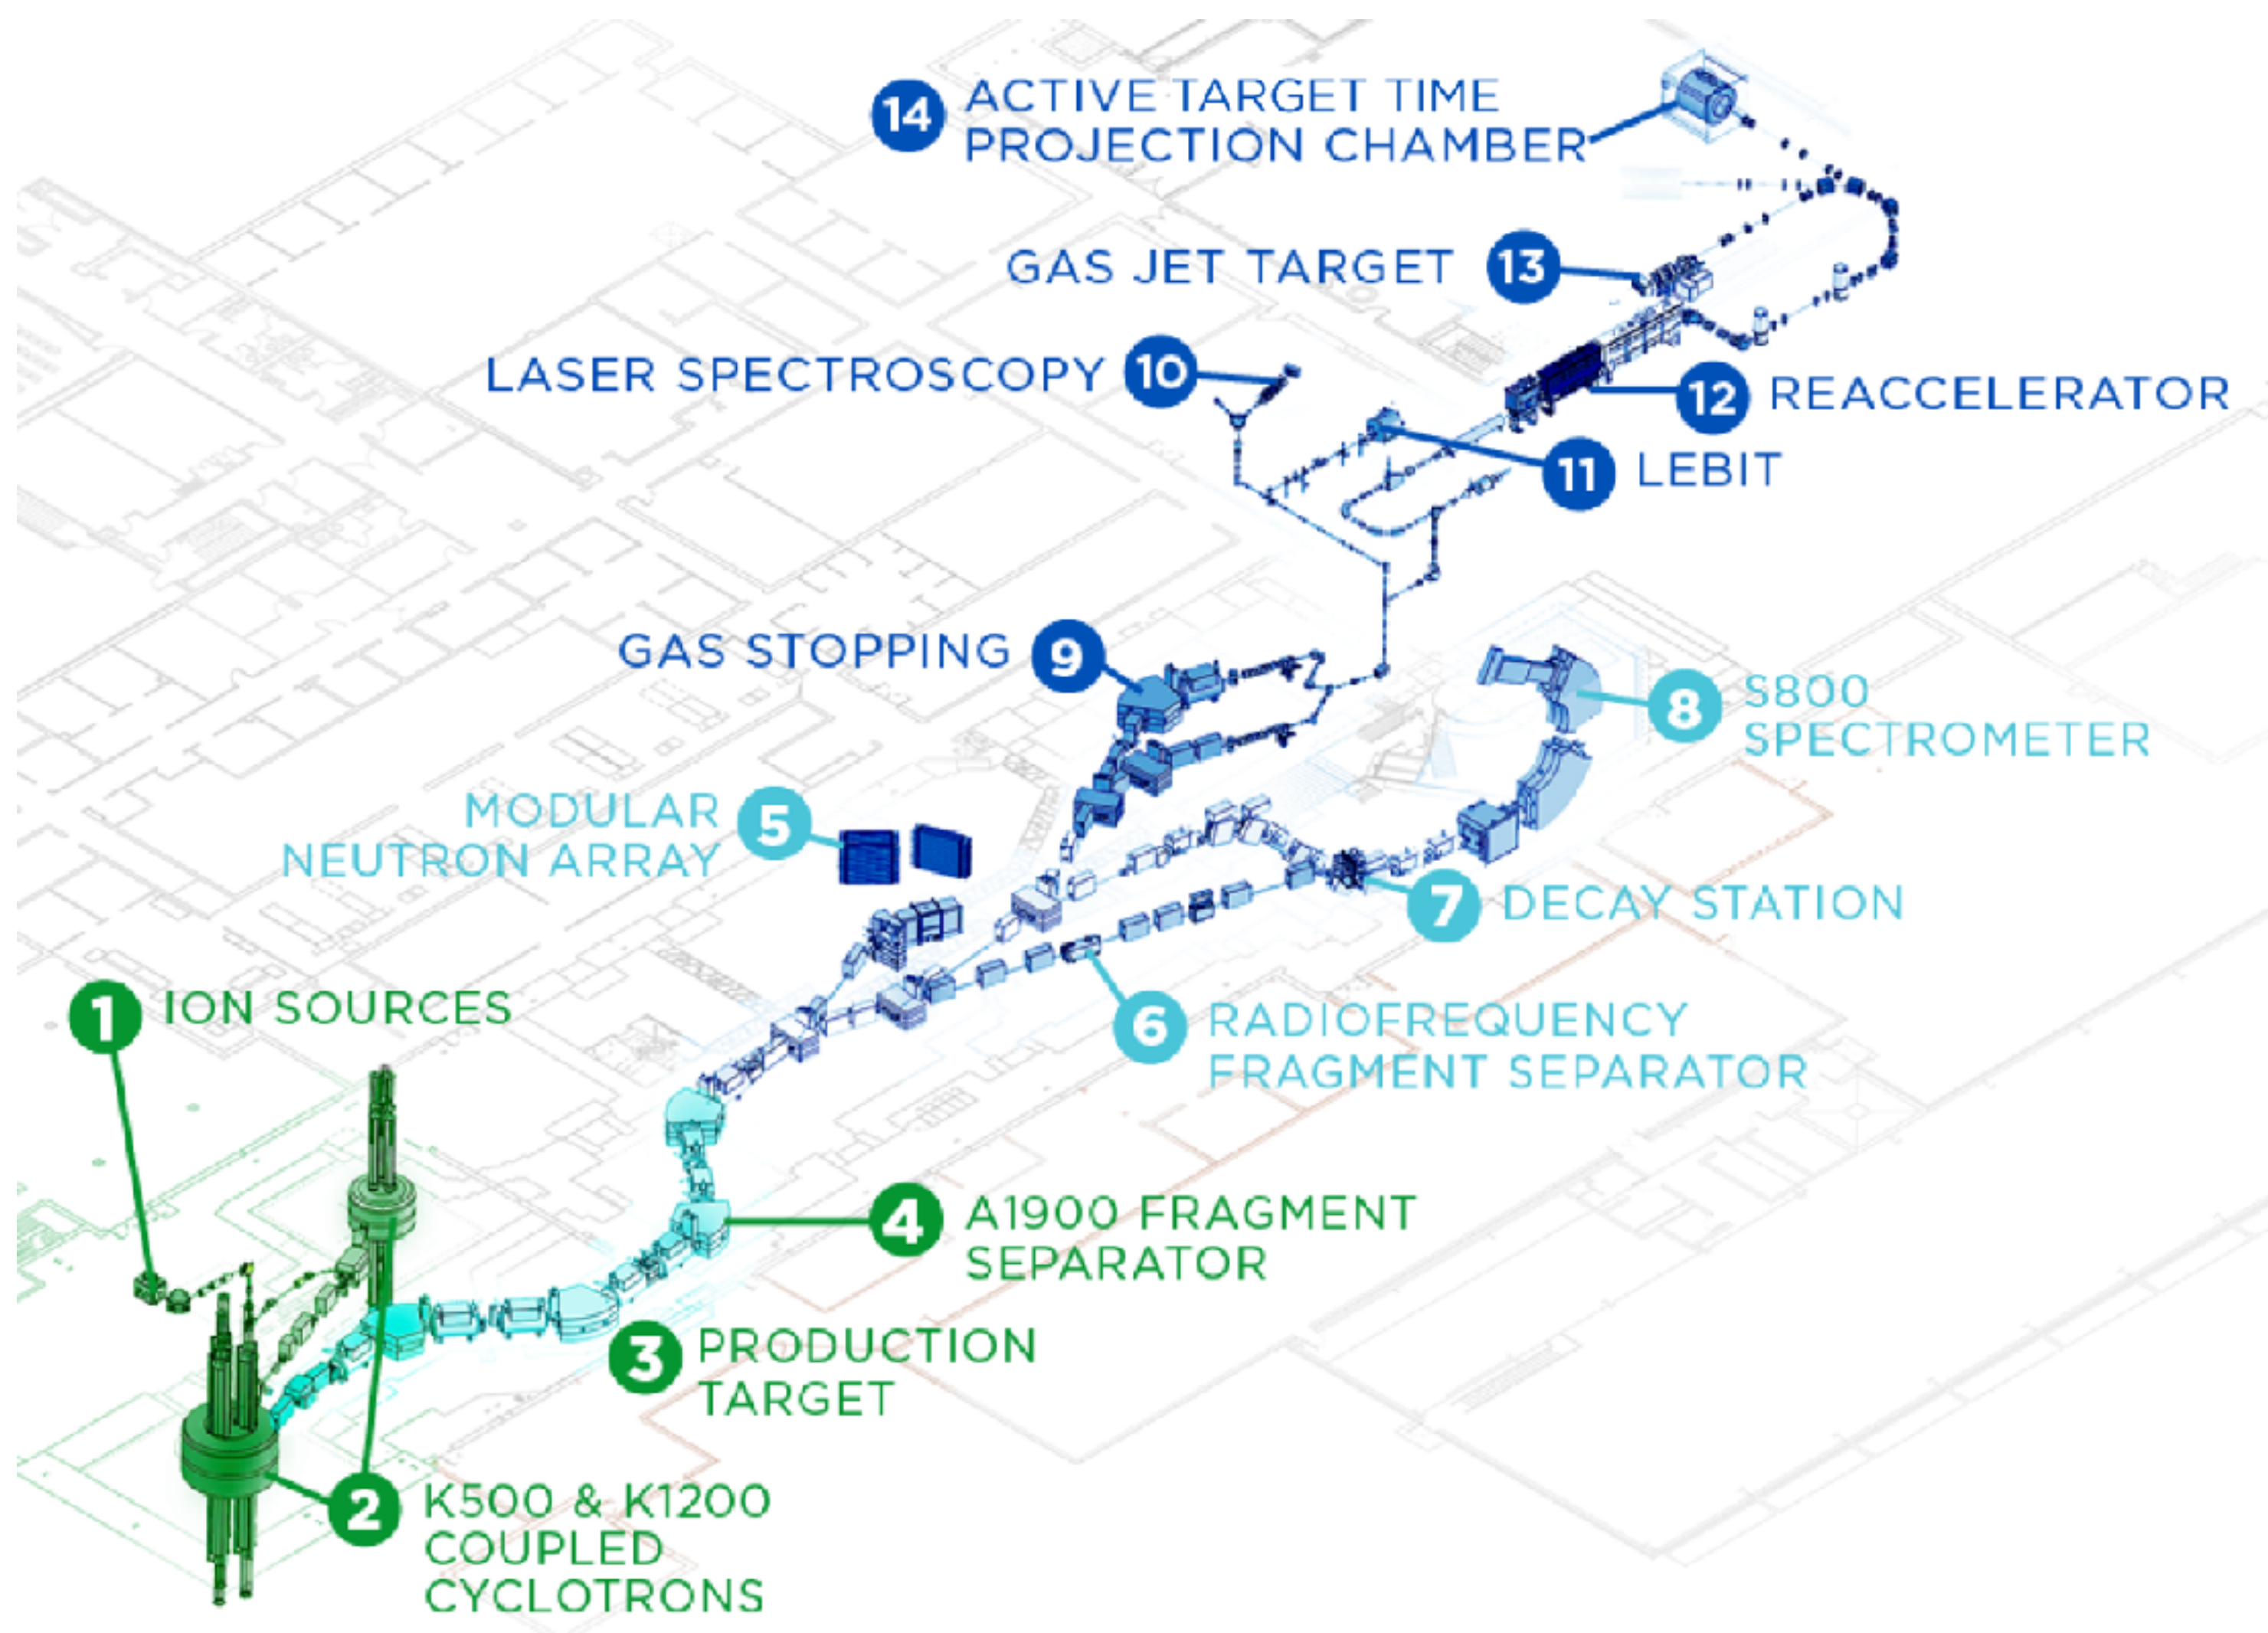 14 ACTIVE TARGET TIME
PROJECTION CHAMBER
GAS JET TARGET 13
LASER SPECTROSCOPY 10
12 REACCELERATOR
11 LEBIT
GAS STOPPING 9
8 S800
SPECTROMETER
MODULAR 5
NEUTRON ARRAY
7 DECAY STATION
1 ION SOURCES
6 RADIOFREQUENCY
FRAGMENT SEPARATOR
4 A1900 FRAGMENT
SEPARATOR
3 PRODUCTION
TARGET
2 K500 & K1200
COUPLED
CYCLOTRONS